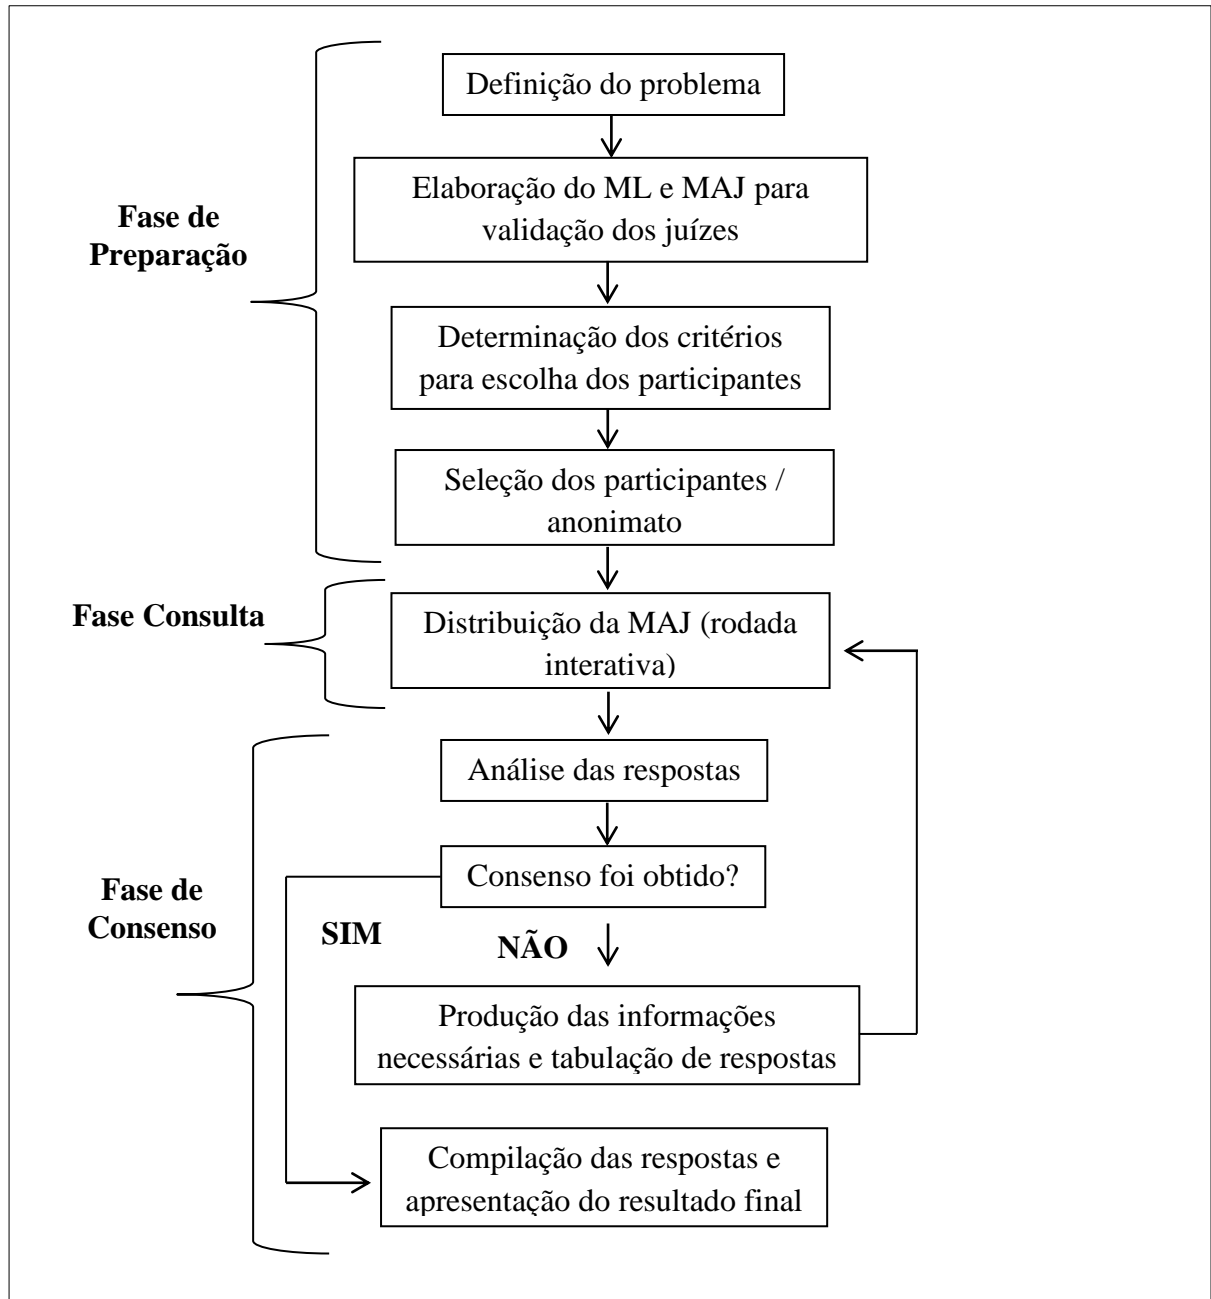 Definição do problema
Elaboração do ML e MAJ para
validação dos juízes
Fase de
Preparação
Determinação dos critérios
para escolha dos participantes
Seleção dos participantes /
anonimato
Fase Consulta
Distribuição da MAJ (rodada
interativa)
Análise das respostas
Consenso foi obtido?
Fase de
Consenso
SIM
NÃO
Produção das informações
necessárias e tabulação de respostas
Compilação das respostas e
apresentação do resultado final